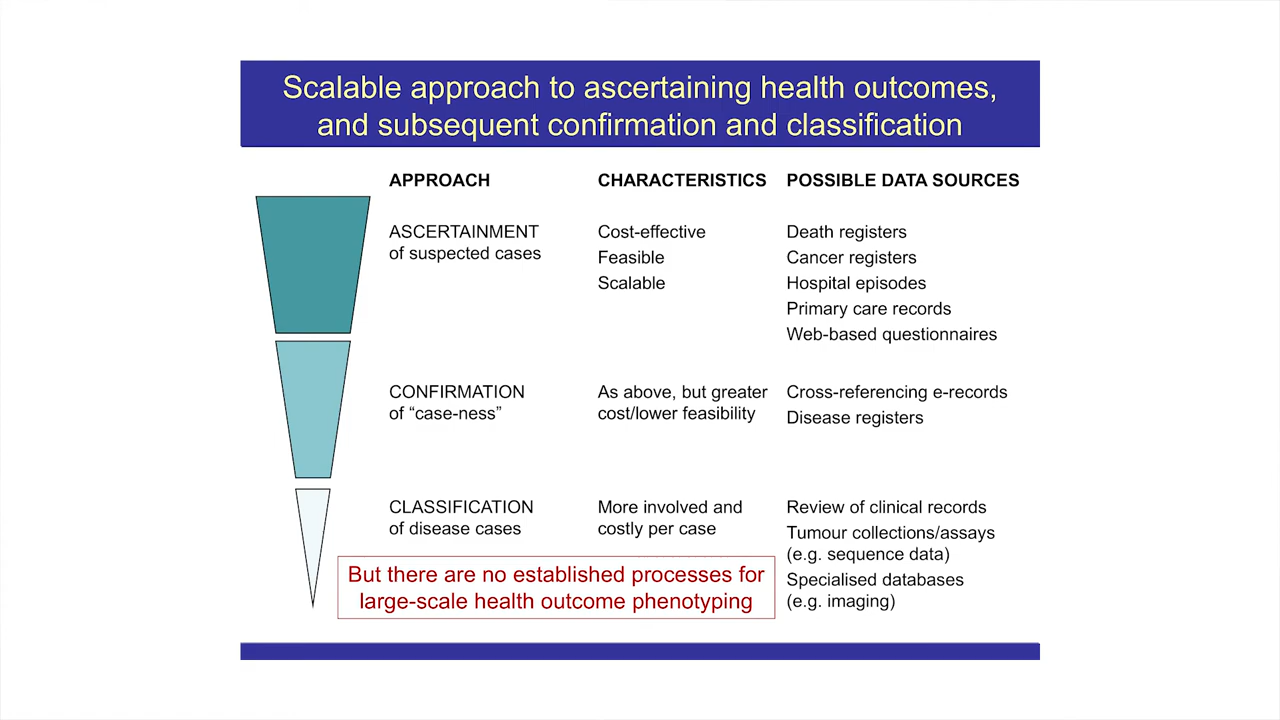 Scalable approach to ascertaining health outcomes,
and subsequent confirmation and classification
APPROACH
CHARACTERISTICS
POSSIBLE DATA SOURCES
ASCERTAINMENT
of suspected cases
Cost-effective
Feasible
Scalable
Death registers
Cancer registers
Hospital episodes
Primary care records
Web-based questionnaires
CONFIRMATION
of “case-ness”
As above, but greater
cost/lower feasibility
Cross-referencing e-records
Disease registers
CLASSIFICATION
of disease cases
More involved and
costly per case
Review of clinical records
Tumour collections/assays
(e.g. sequence data)
Specialised databases
(e.g. imaging)
But there are no established processes for
large-scale health outcome phenotyping